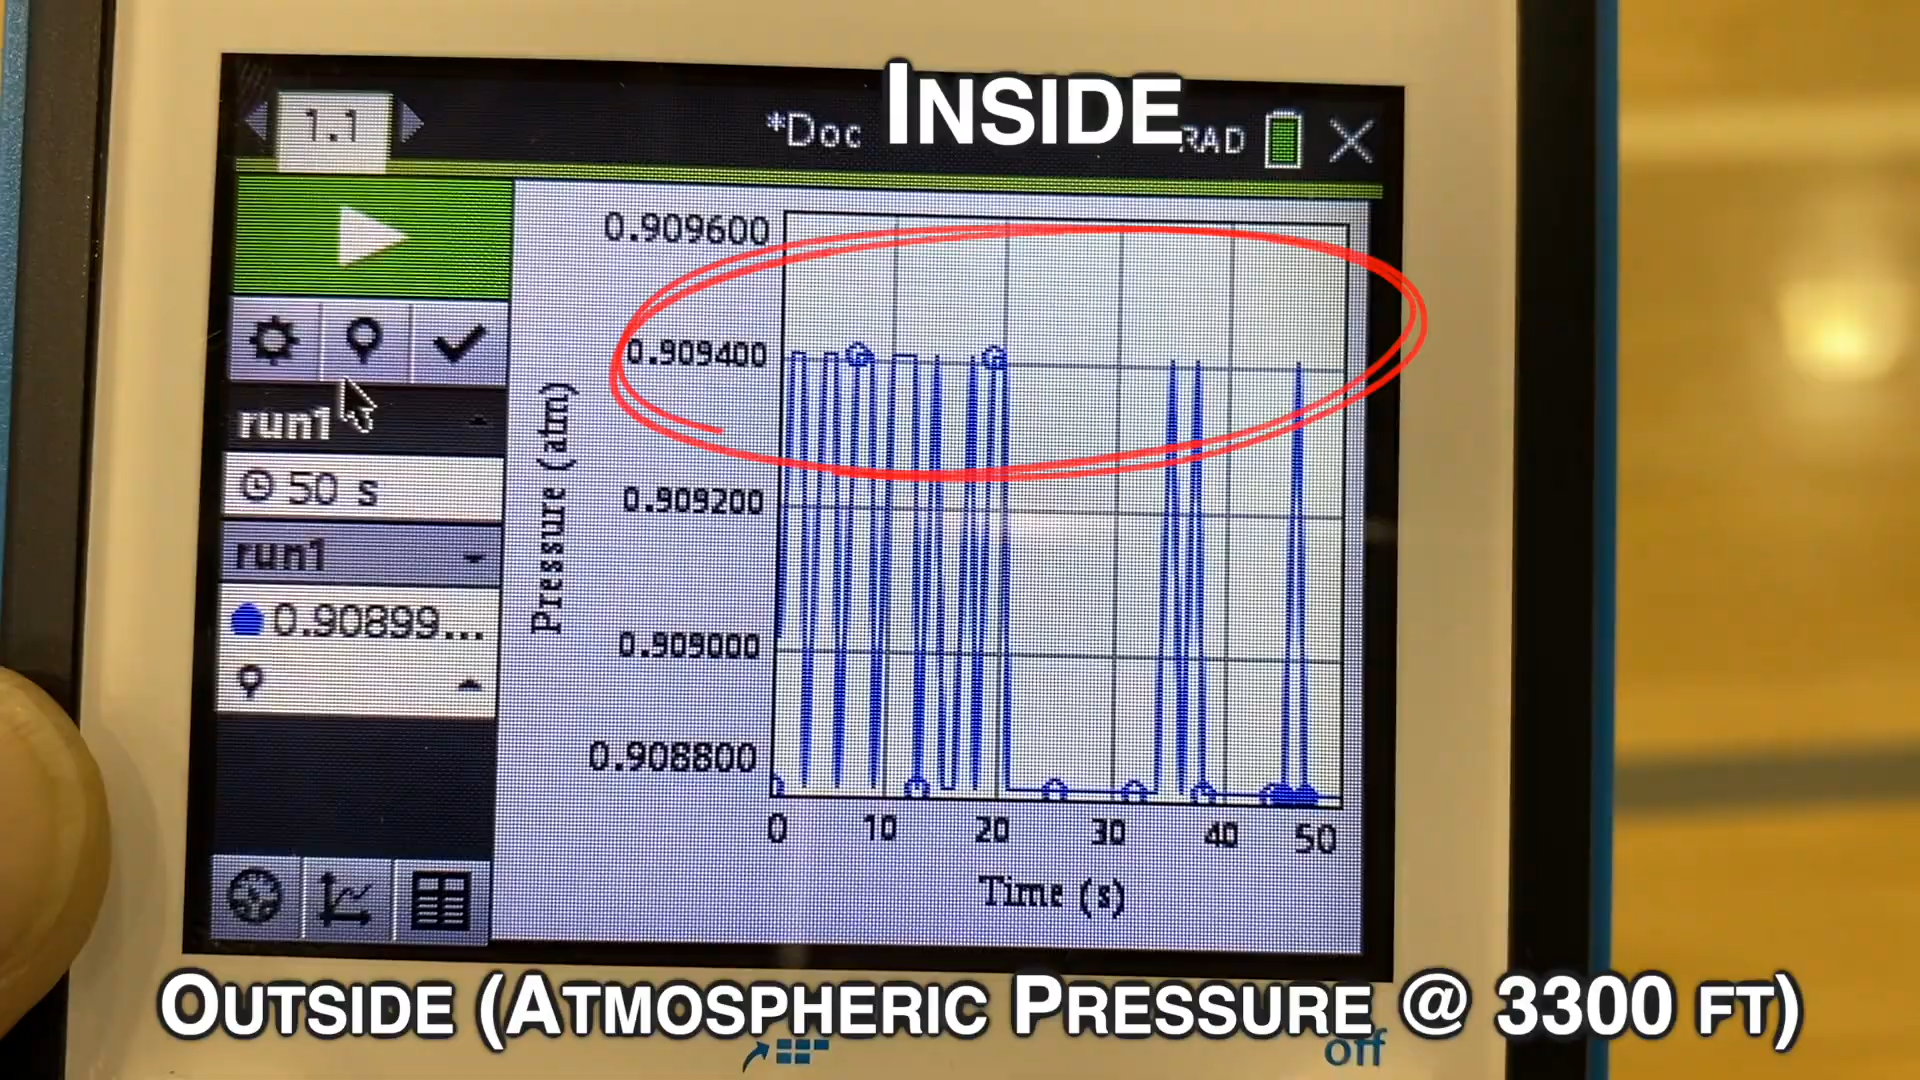 INSIDE
1.1
*Doc
RAD
run1
50 s
run1
0.90899...
Pressure (atm)
0.909600
0.909400
0.909200
0.909000
0.908800
0 10 20 30 40 50
Time (s)
OUTSIDE (ATMOSPHERIC PRESSURE @ 3300 FT)
off